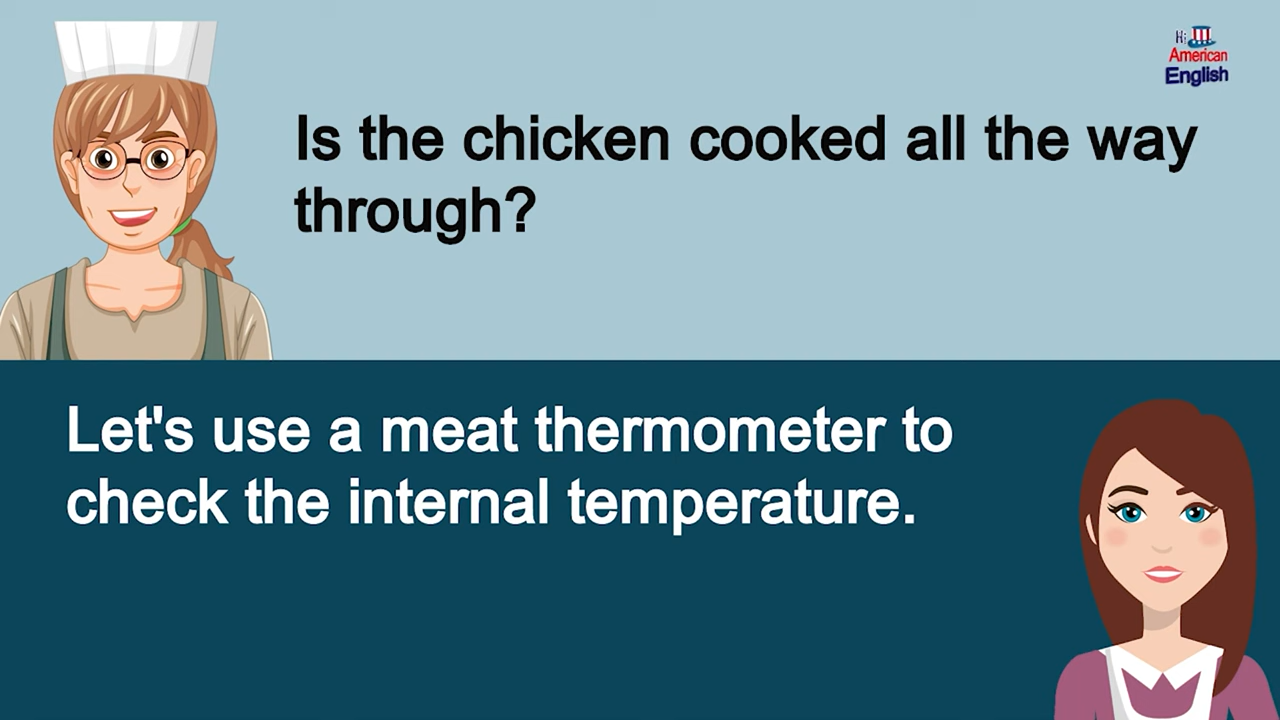 Hi
American
English
Is the chicken cooked all the way
through?
Let's use a meat thermometer to
check the internal temperature.